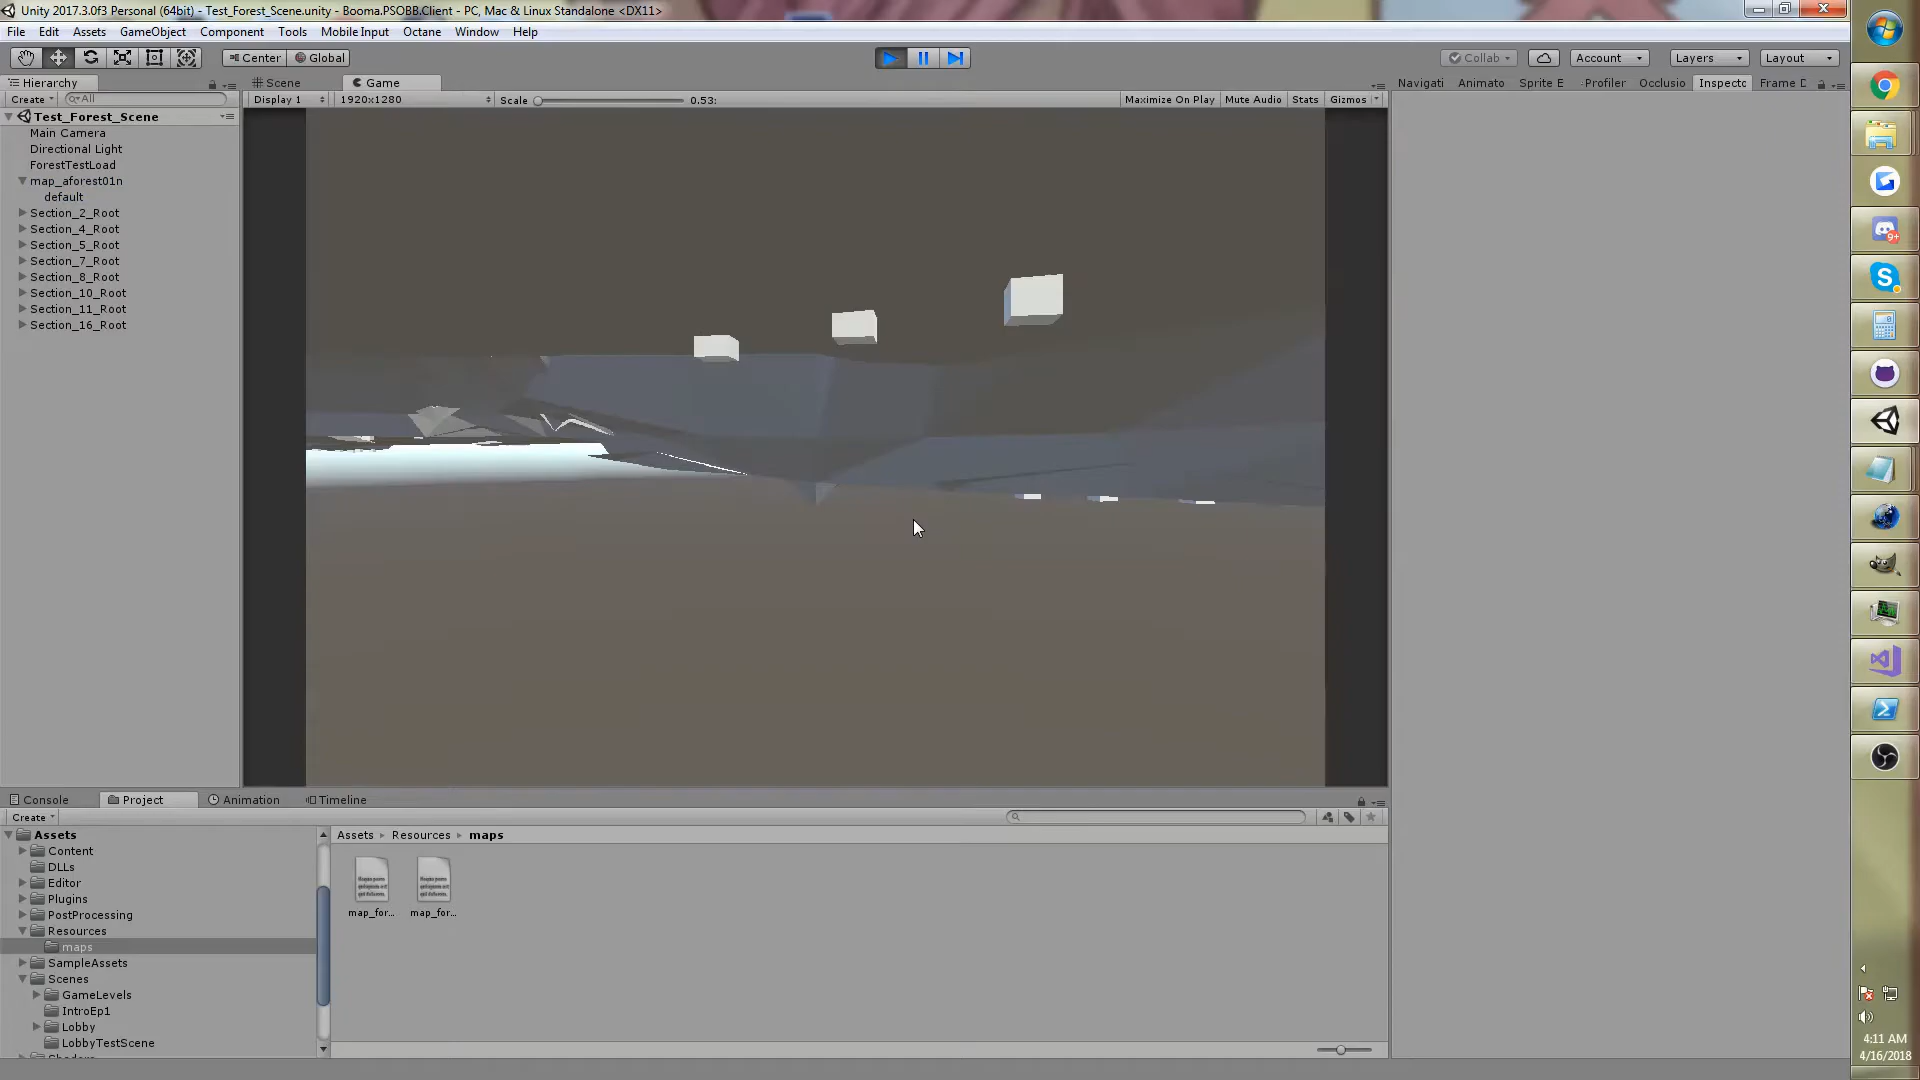 Unity 2017.3.0f3 Personal (64bit) - Test_Forest_Scene.unity - Booma.PSOBB.Client - PC, Mac & Linux Standalone <DX11>
File Edit Assets GameObject Component Tools Mobile Input Octane Window Help
Center Global Collab Account Layers Layout
Hierarchy Scene Game Navigati Animato Sprite E Profiler Occlusio Inspecto Frame D
Create All Display 1 1920x1280 Scale 0.53: Maximize On Play Mute Audio Stats Gizmos
Test_Forest_Scene
Main Camera
Directional Light
ForestTestLoad
map_aforest01n
default
Section_2_Root
Section_4_Root
Section_5_Root
Section_7_Root
Section_8_Root
Section_10_Root
Section_11_Root
Section_16_Root
Console Project Animation Timeline
Create
Assets
Content
DLLs
Editor
Plugins
PostProcessing
Resources
maps
SampleAssets
Scenes
GameLevels
IntroEp1
Lobby
LobbyTestScene
Assets Resources maps
map_for... map_for...
9+
4:11 AM
4/16/2018